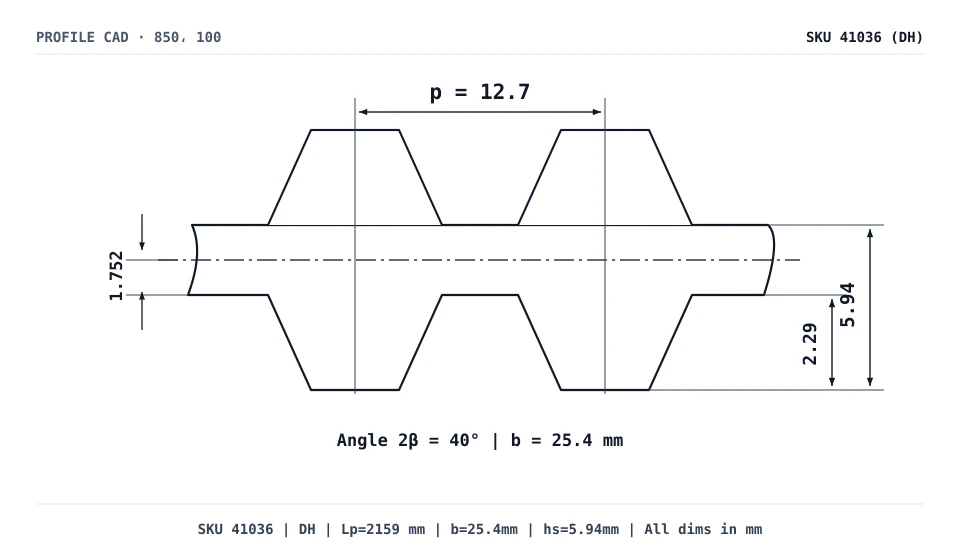 PROFILE CAD · 850, 100
SKU 41036 (DH)
p = 12.7
1.752
5.94
2.29
Angle 2β = 40° | b = 25.4 mm
SKU 41036 | DH | Lp=2159 mm | b=25.4mm | hs=5.94mm | All dims in mm